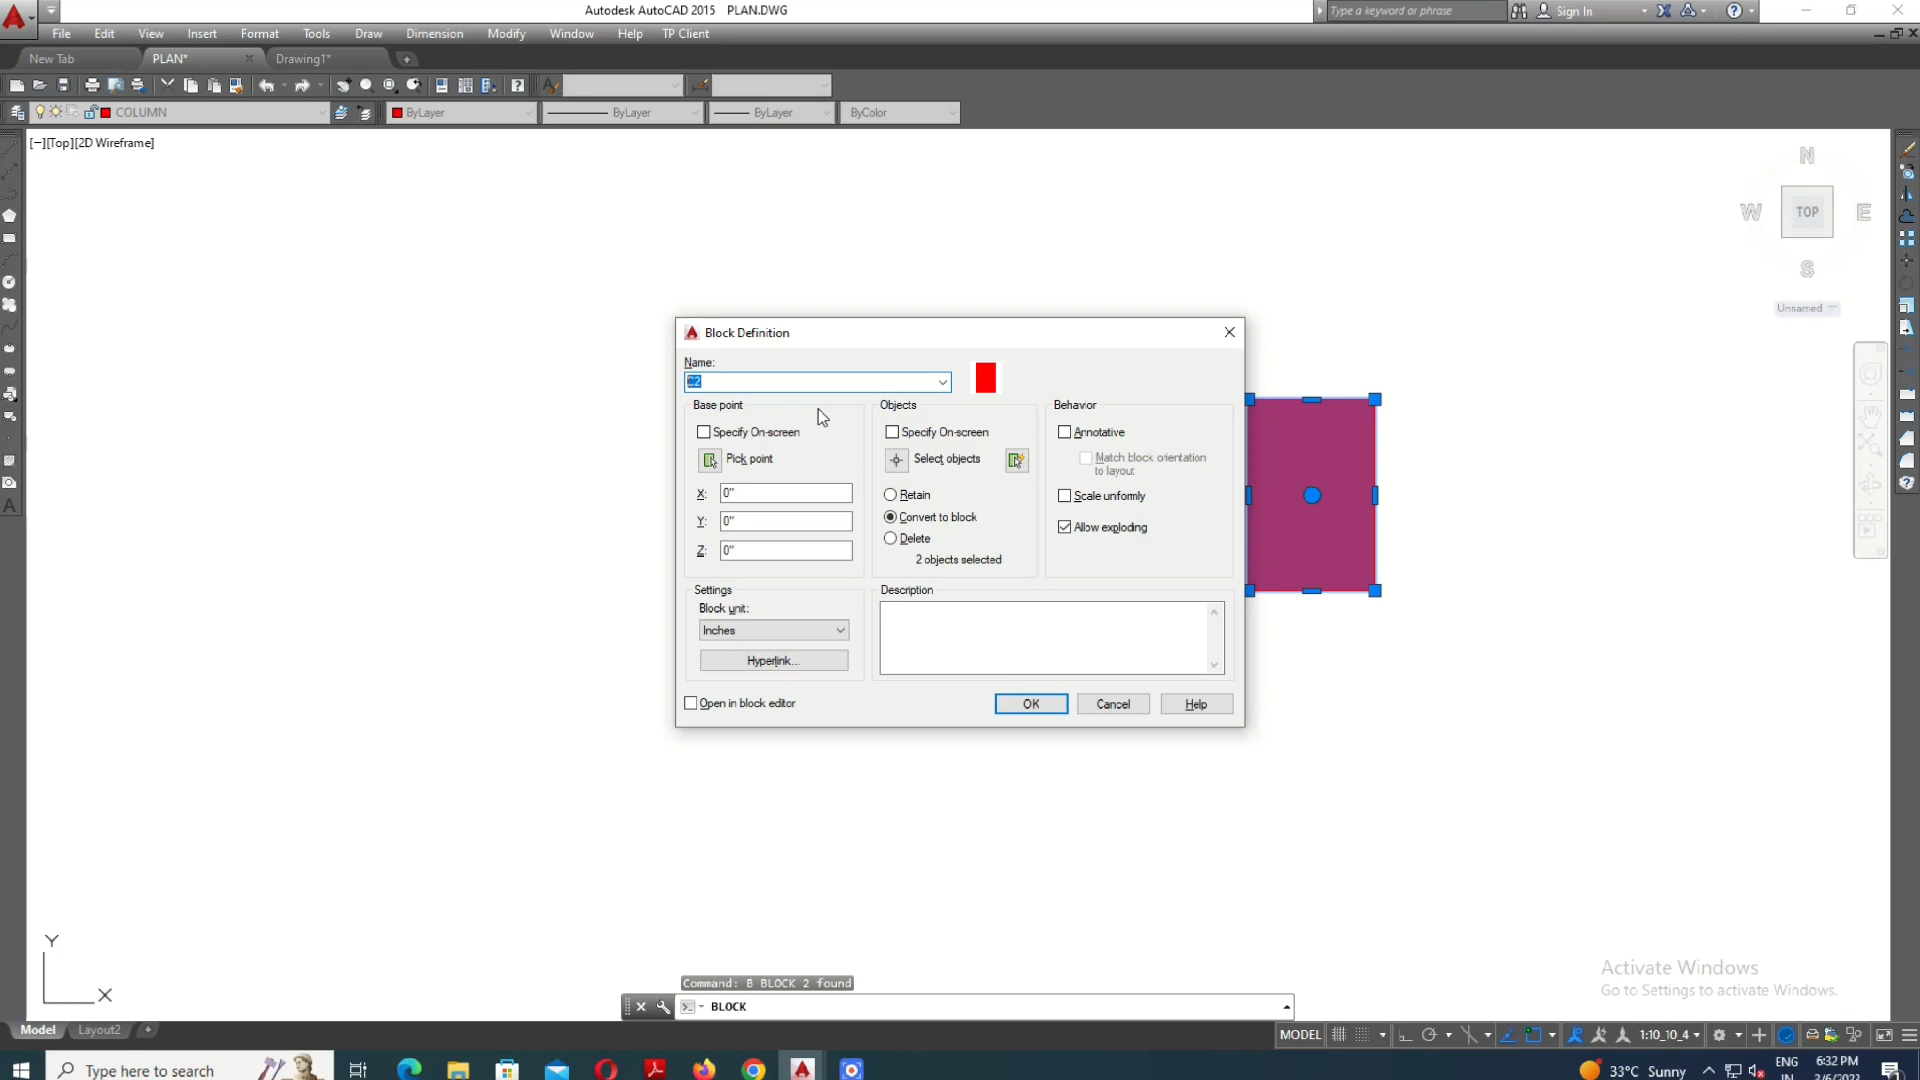 Autodesk AutoCAD 2015 PLAN.DWG
Type a keyword or phrase
Sign In
File Edit View Insert Format Tools Draw Dimension Modify Window Help TP Client
New Tab PLAN* Drawing1*
COLUMN ByLayer ByLayer ByLayer ByColor
[−][Top][2D Wireframe]
N
W TOP E
S
Unnamed
Block Definition
Name:
C2
Base point
Specify On-screen
Pick point
X: 0"
Y: 0"
Z: 0"
Objects
Specify On-screen
Select objects
Retain
Convert to block
Delete
2 objects selected
Behavior
Annotative
Match block orientation
to layout
Scale uniformly
Allow exploding
Settings
Block unit:
Inches
Hyperlink...
Description
Open in block editor
OK Cancel Help
Y
X
Activate Windows
Go to Settings to activate Windows.
Command: B BLOCK 2 found
BLOCK
Model Layout2
MODEL 1:10_10_4
Type here to search
33°C Sunny
ENG
IN
6:32 PM
3/6/2023